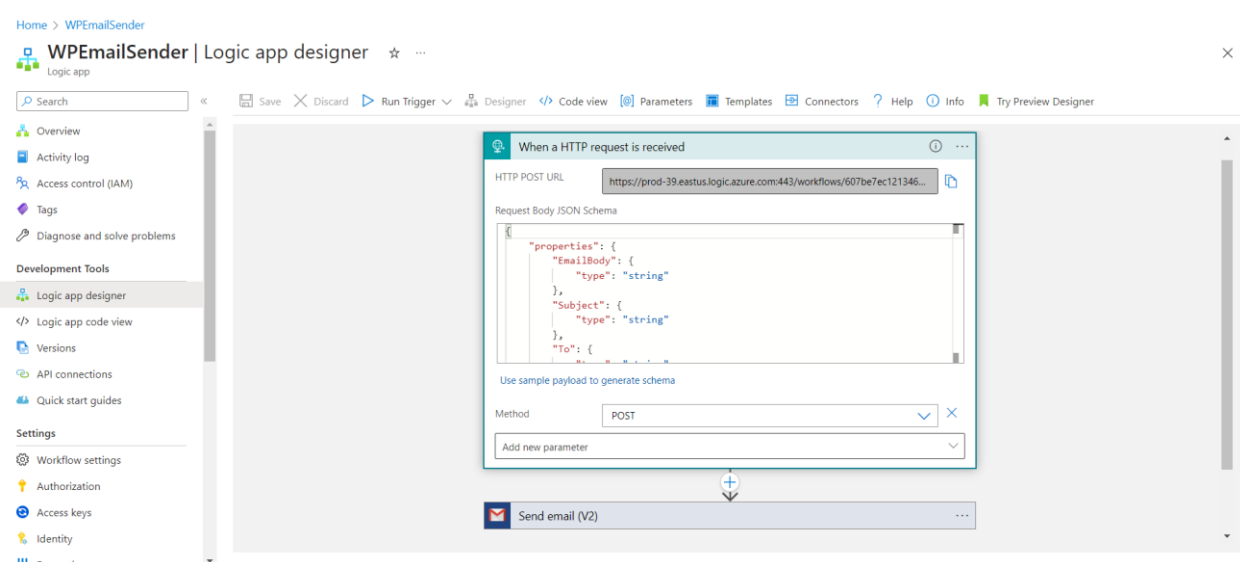 Home > WPEmailSender
WPEmailSender | Logic app designer
Logic app
Search
Save Discard Run Trigger Designer Code view Parameters Templates Connectors Help Info Try Preview Designer
Overview
Activity log
Access control (IAM)
Tags
Diagnose and solve problems
Development Tools
Logic app designer
Logic app code view
Versions
API connections
Quick start guides
Settings
Workflow settings
Authorization
Access keys
Identity
When a HTTP request is received
HTTP POST URL
https://prod-39.eastus.logic.azure.com:443/workflows/607be7ec121346...
Request Body JSON Schema
{
"properties": {
"EmailBody": {
"type": "string"
},
"Subject": {
"type": "string"
},
"To": {
Use sample payload to generate schema
Method
POST
Add new parameter
Send email (V2)